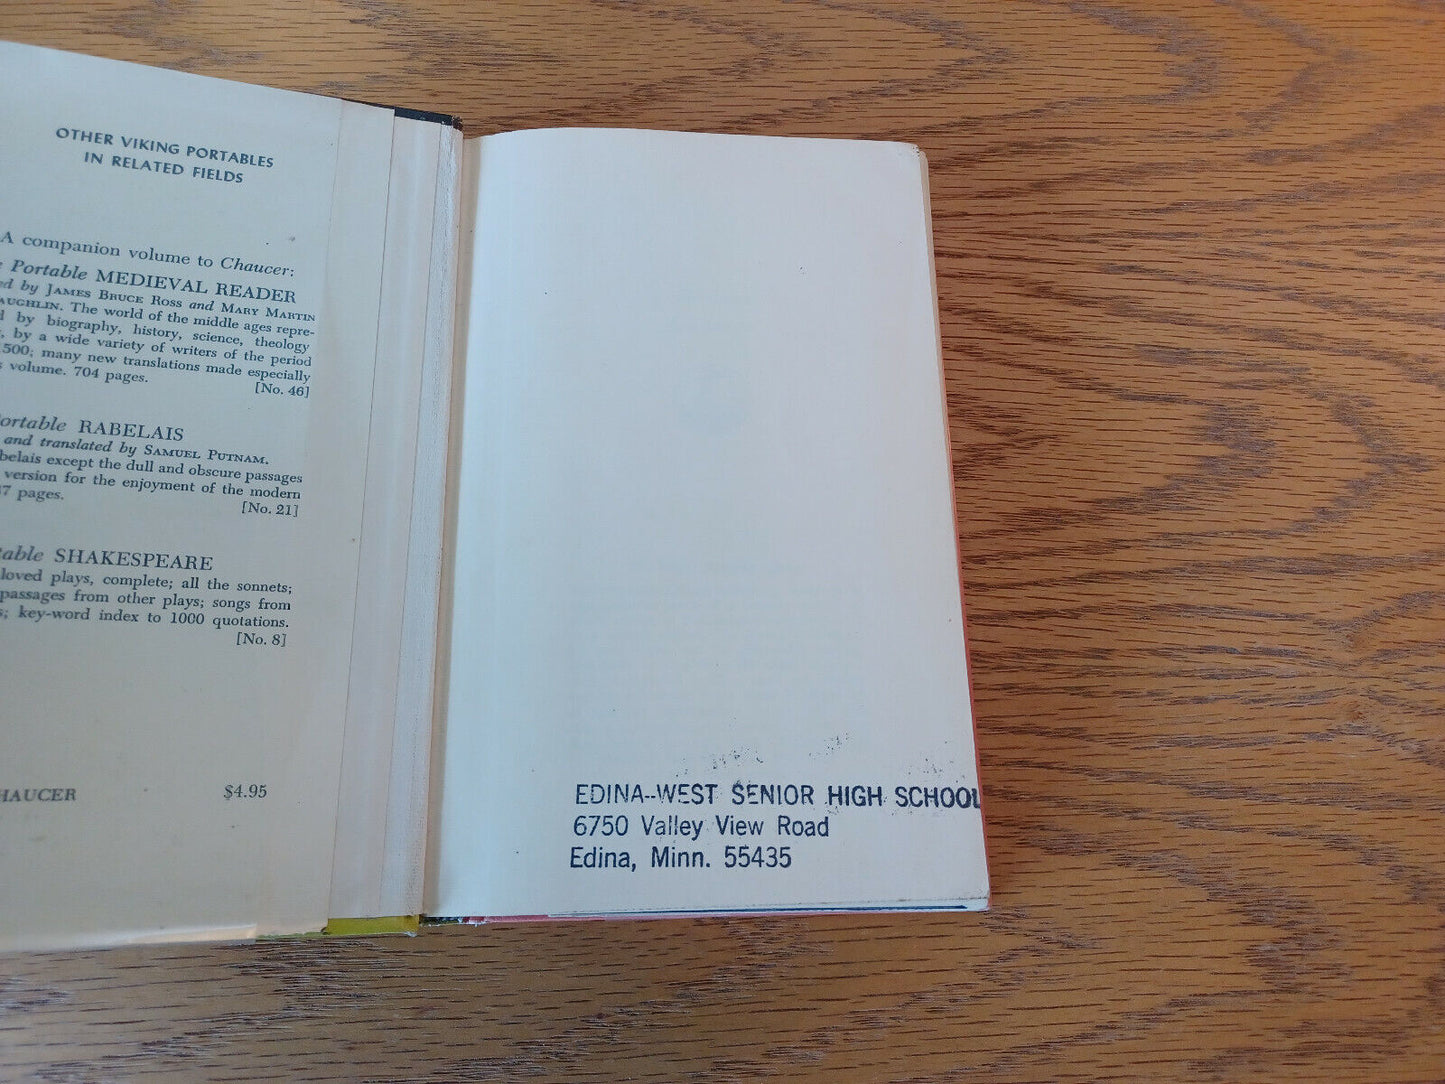 OTHER VIKING PORTABLES
IN RELATED FIELDS
A companion volume to Chaucer:
Portable MEDIEVAL READER
by JAMES BRUCE ROSS and MARY MARTIN
The world of the middle ages repre-
by biography, history, science, theology
by a wide variety of writers of the period
500; many new translations made especially
volume. 704 pages.
[No. 46]
RABELAIS
and translated by SAMUEL PUTNAM.
except the dull and obscure passages
version for the enjoyment of the modern
pages.
[No. 21]
SHAKESPEARE
loved plays, complete; all the sonnets;
passages from other plays; songs from
key-word index to 1000 quotations.
[No. 8]
HAUCER
$4.95
EDINA--WEST SENIOR HIGH SCHOOL
6750 Valley View Road
Edina, Minn. 55435